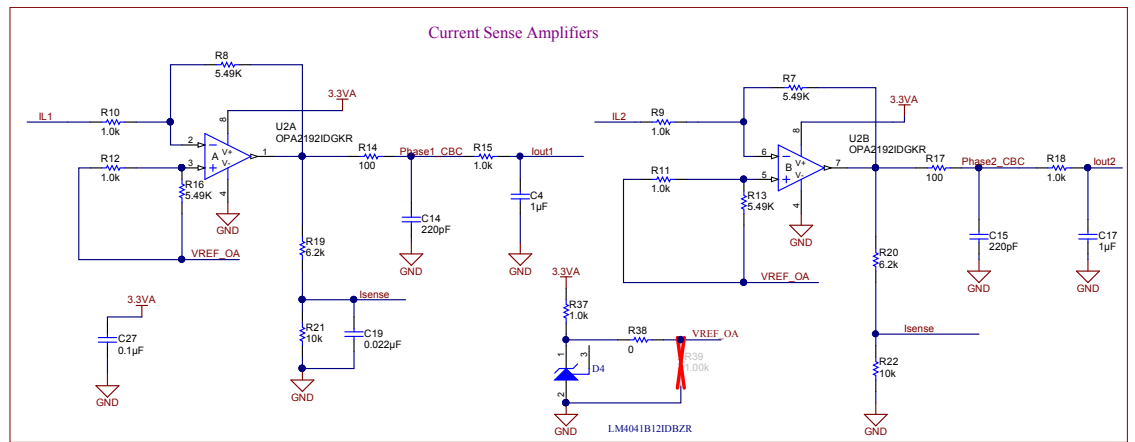 Current Sense Amplifiers
R8
5.49K
3.3VA
IL1
R10
1.0k
8
U2A
OPA2192IDGKR
2
A
V+
V-
1
3
R12
1.0k
R16
5.49K
4
GND
VREF_OA
R14
100
Phase1_CBC
R15
1.0k
Iout1
C4
1µF
GND
C14
220pF
GND
R19
6.2k
Isense
R21
10k
C19
0.022µF
GND
3.3VA
C27
0.1µF
GND
3.3VA
R37
1.0k
R38
0
VREF_OA
R39
1.00k
1
3
D4
2
GND
LM4041B12IDBZR
R7
5.49K
3.3VA
IL2
R9
1.0k
8
U2B
OPA2192IDGKR
6
B
V+
V-
7
5
R11
1.0k
R13
5.49K
4
GND
VREF_OA
R17
100
Phase2_CBC
R18
1.0k
Iout2
C15
220pF
GND
C17
1µF
GND
R20
6.2k
Isense
R22
10k
GND